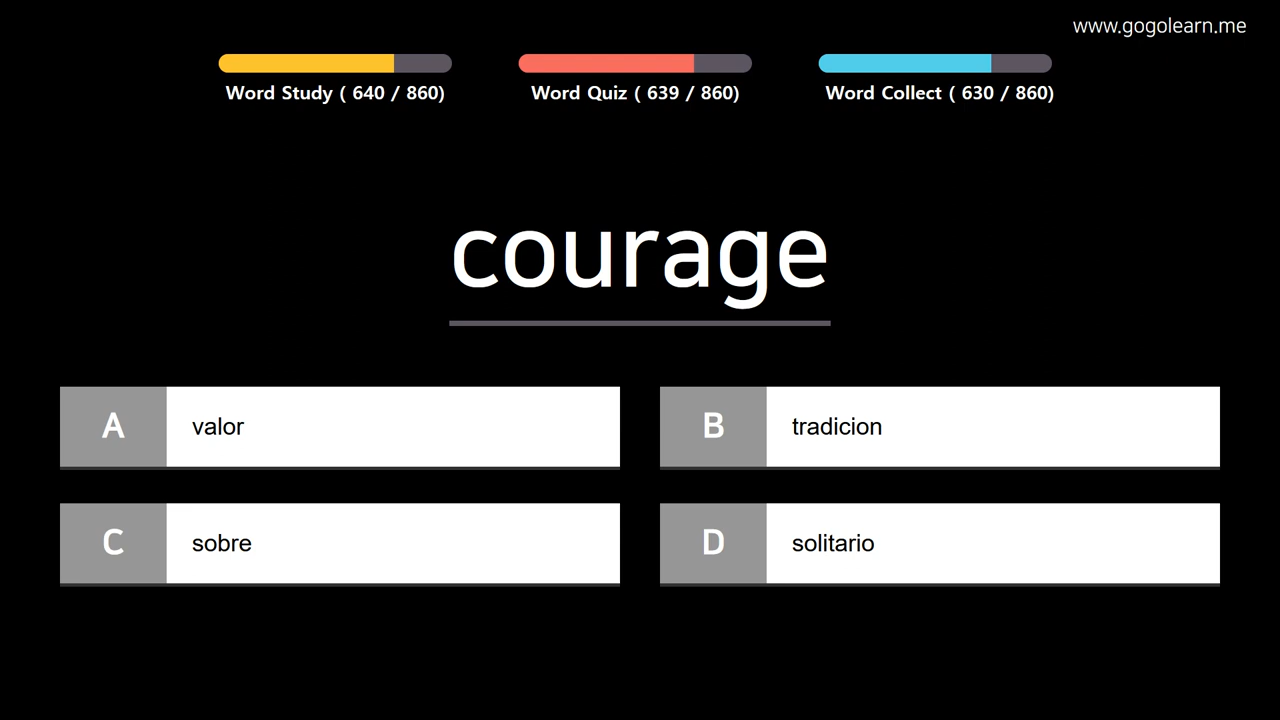 www.gogolearn.me
Word Study ( 640 / 860)
Word Quiz ( 639 / 860)
Word Collect ( 630 / 860)
courage
A valor
B tradicion
C sobre
D solitario